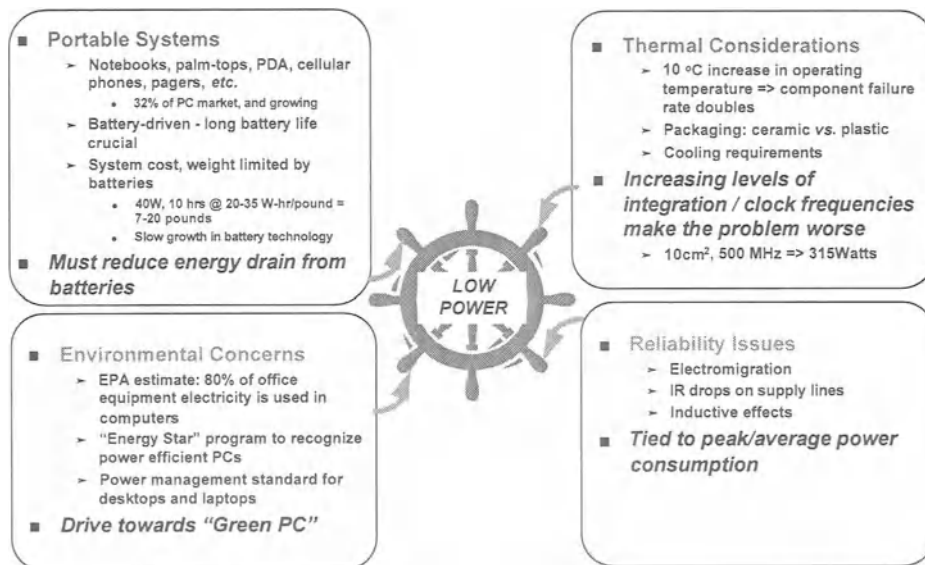 ■ Portable Systems
➢ Notebooks, palm-tops, PDA, cellular
phones, pagers, etc.
• 32% of PC market, and growing
➢ Battery-driven - long battery life
crucial
➢ System cost, weight limited by
batteries
• 40W, 10 hrs @ 20-35 W-hr/pound =
7-20 pounds
• Slow growth in battery technology
■ Must reduce energy drain from
batteries
■ Thermal Considerations
➢ 10 °C increase in operating
temperature => component failure
rate doubles
➢ Packaging: ceramic vs. plastic
➢ Cooling requirements
■ Increasing levels of
integration / clock frequencies
make the problem worse
➢ 10cm², 500 MHz => 315Watts
LOW
POWER
■ Environmental Concerns
➢ EPA estimate: 80% of office
equipment electricity is used in
computers
➢ "Energy Star" program to recognize
power efficient PCs
➢ Power management standard for
desktops and laptops
■ Drive towards "Green PC"
■ Reliability Issues
➢ Electromigration
➢ IR drops on supply lines
➢ Inductive effects
■ Tied to peak/average power
consumption